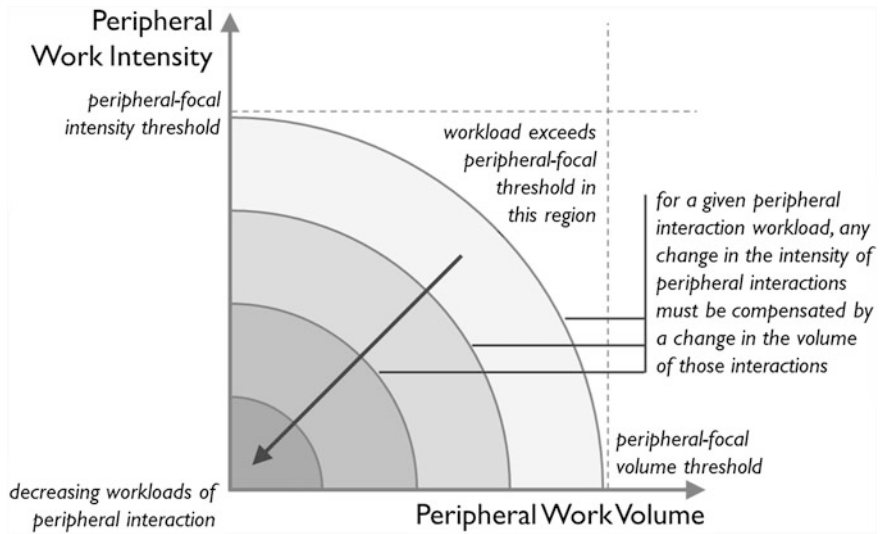 Peripheral
Work Intensity
peripheral-focal
intensity threshold
workload exceeds
peripheral-focal
threshold in
this region
for a given peripheral
interaction workload, any
change in the intensity of
peripheral interactions
must be compensated by
a change in the volume
of those interactions
peripheral-focal
volume threshold
decreasing workloads of
peripheral interaction
Peripheral Work Volume